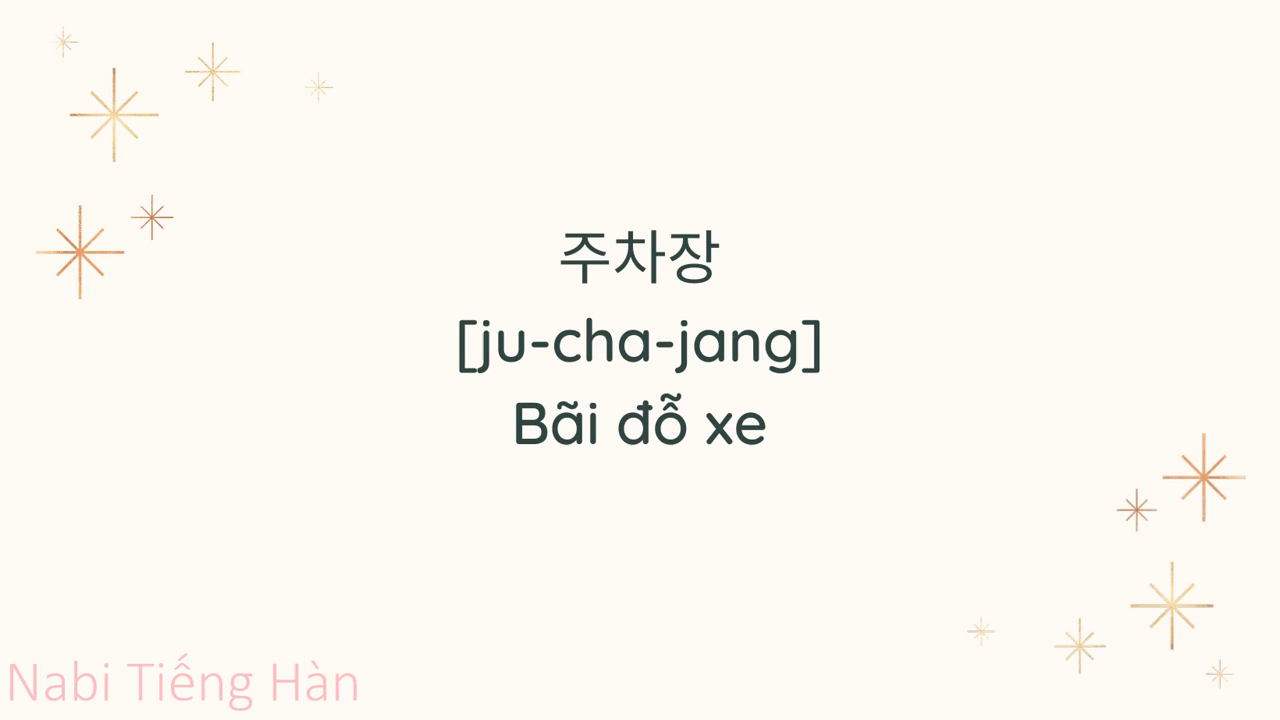 주차장
[ju-cha-jang]
Bãi đỗ xe
Nabi Tiếng Hàn